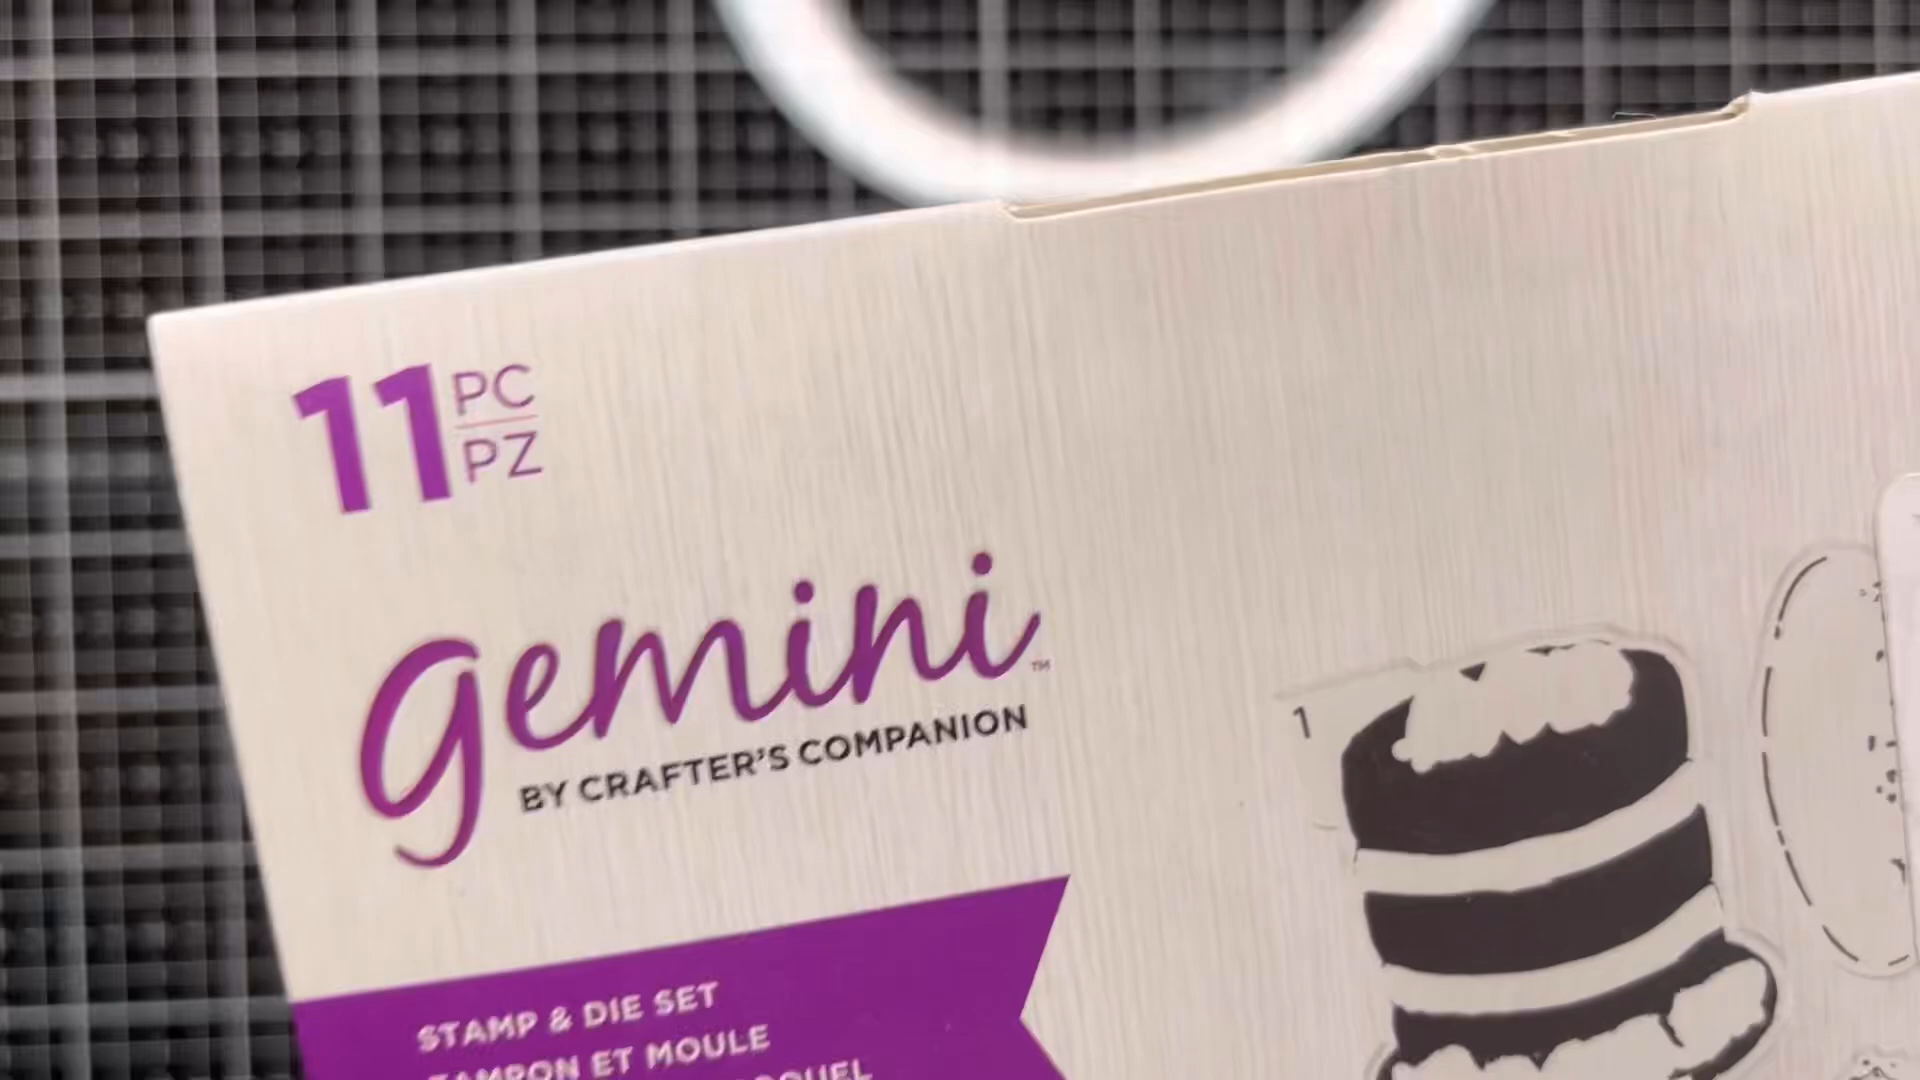 11 PC
PZ
gemini™
BY CRAFTER'S COMPANION
1
STAMP & DIE SET
TAMPON ET MOULE